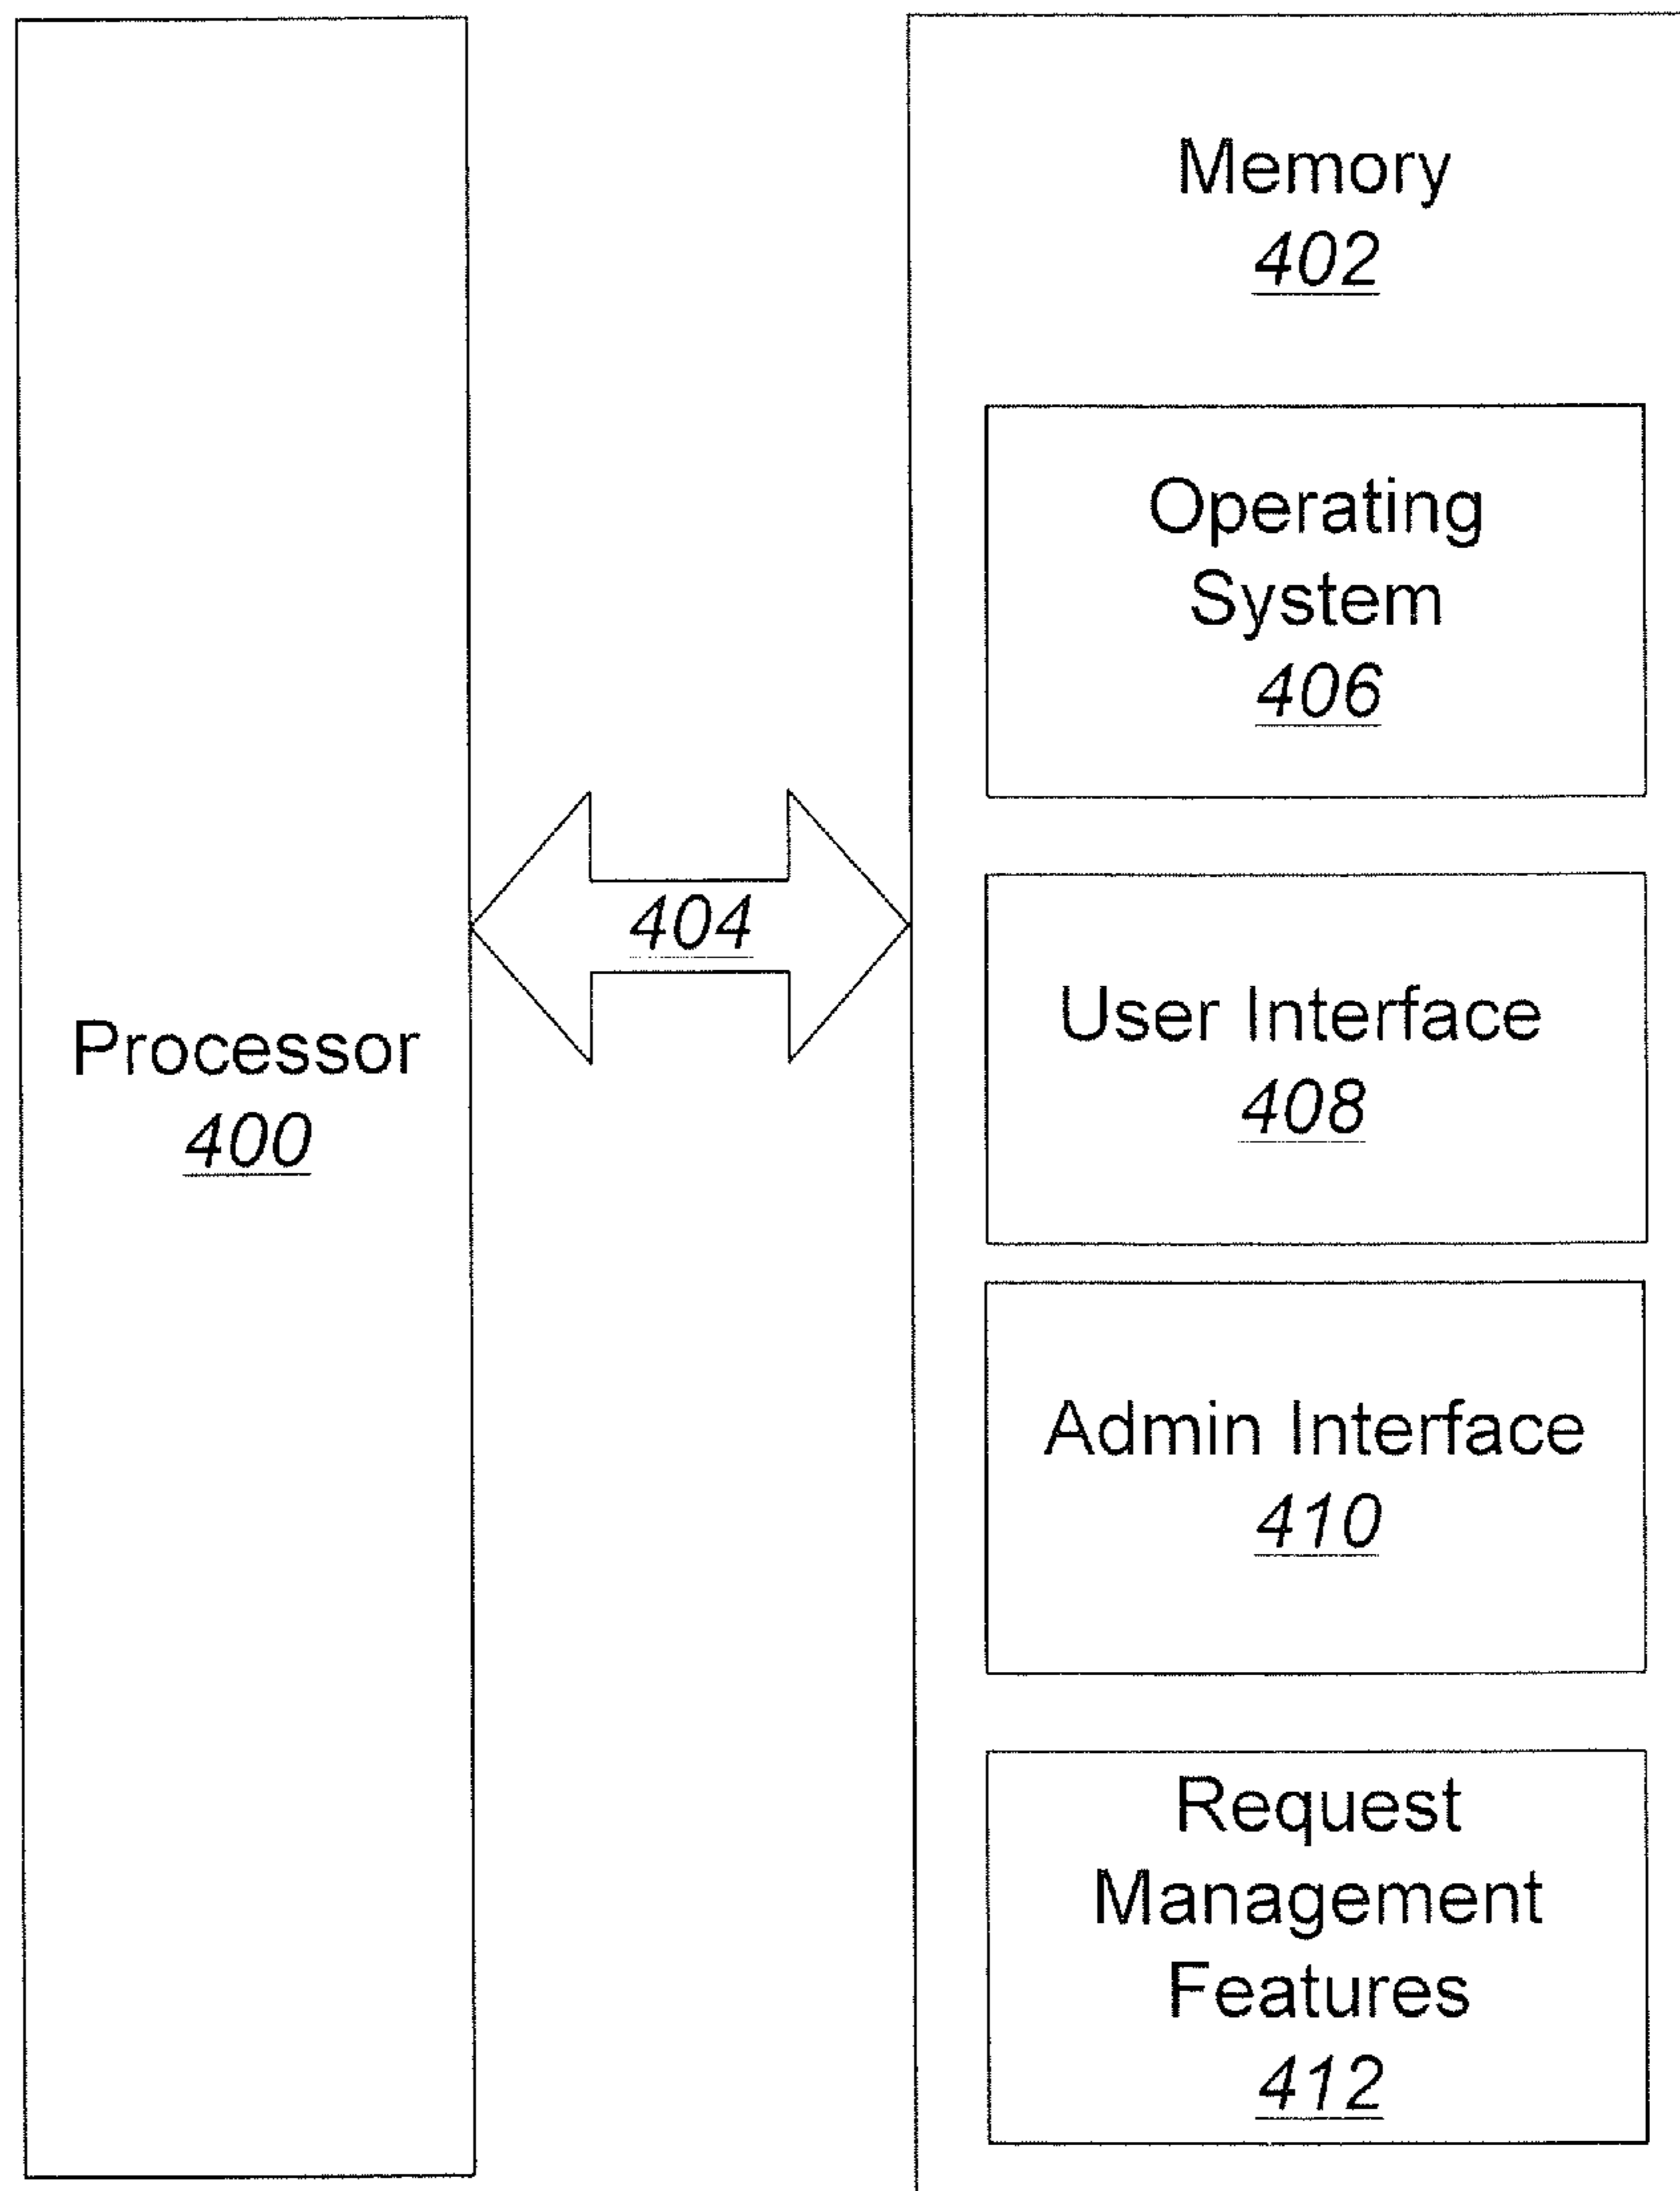 Memory
402
Operating
System
406
404
User Interface
408
Processor
400
Admin Interface
410
Request
Management
Features
412